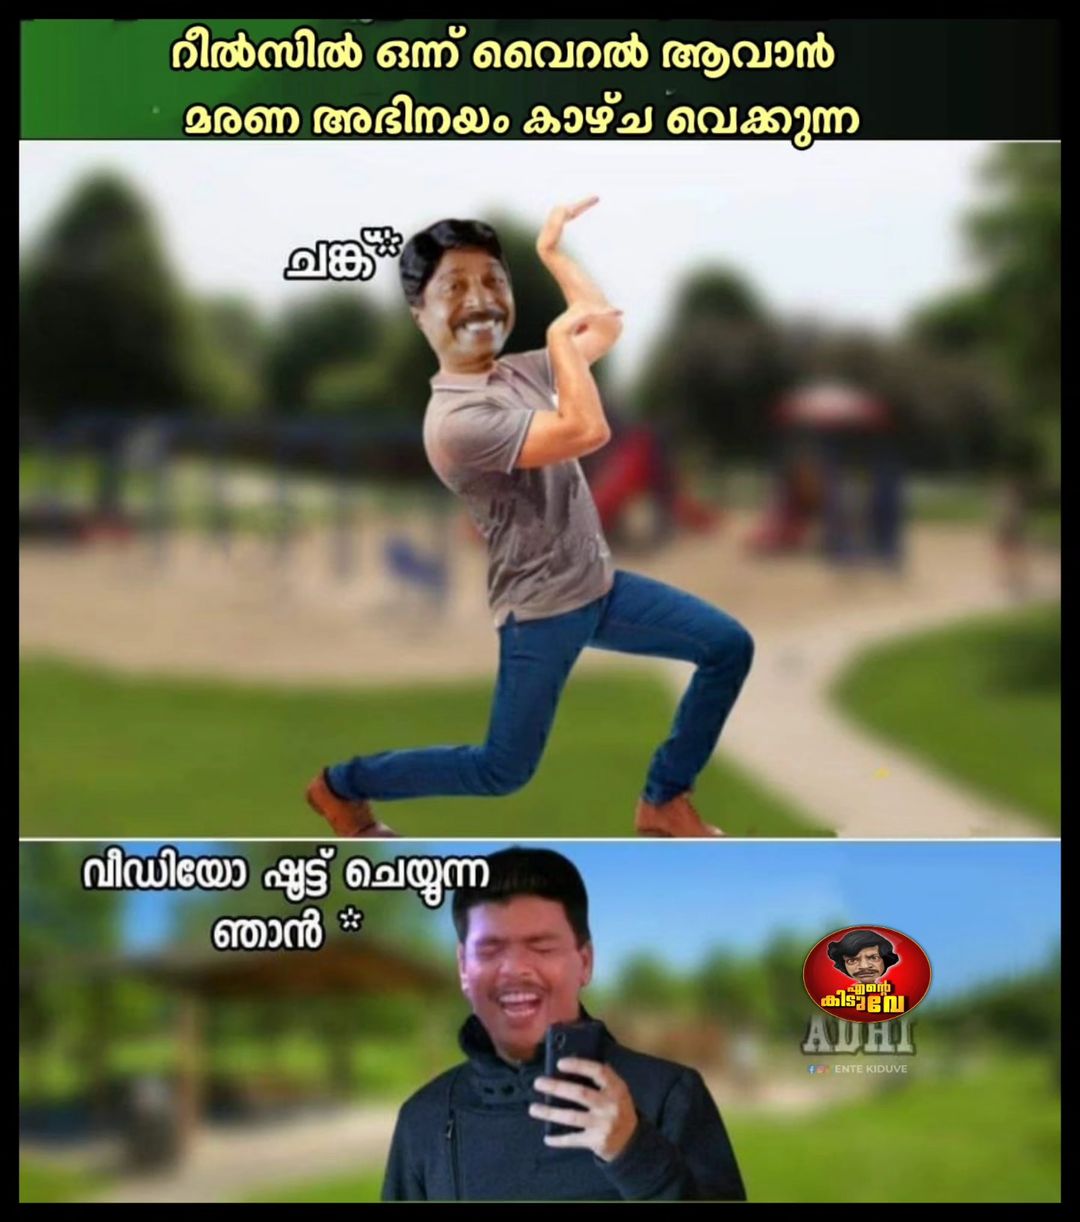 റീൽസിൽ ഒന്ന് വൈറൽ ആവാൻ
മരണ അഭിനയം കാഴ്ച വെക്കുന്ന
ചങ്ക്*
വീഡിയോ ഷൂട്ട് ചെയ്യുന്ന
ഞാൻ *
എന്റെ
കിടുവേ
ADHI
ENTE KIDUVE